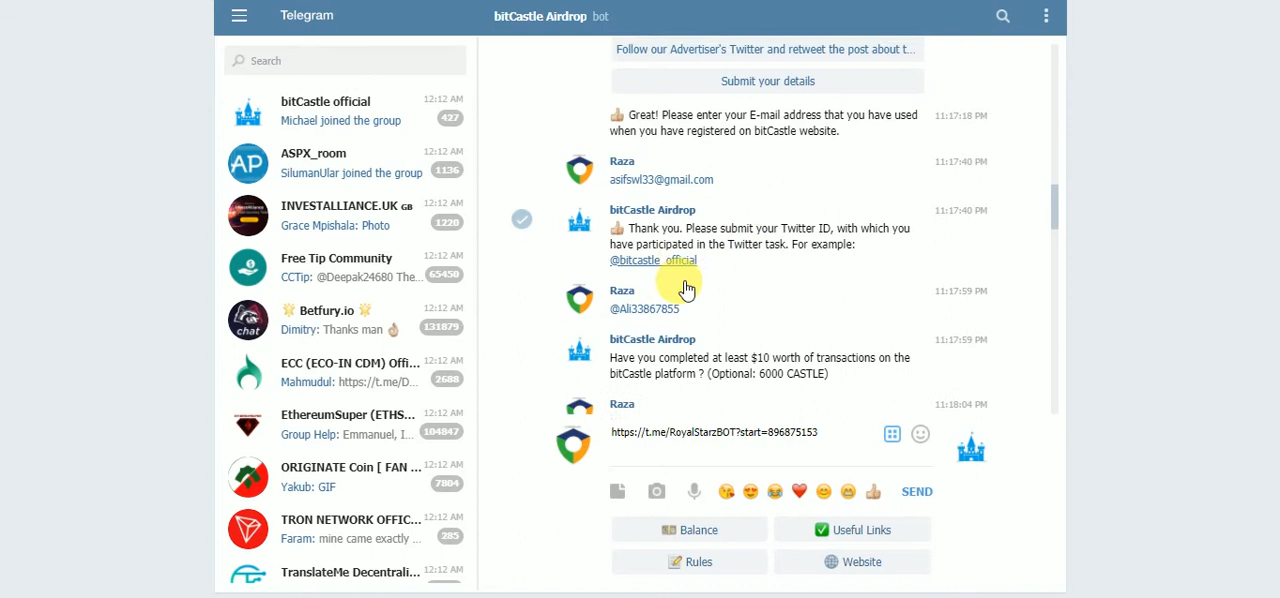 Telegram
bitCastle Airdrop bot
Search
bitCastle official 12:12 AM
Michael joined the group 427
ASPX_room 12:12 AM
SilumanUlar joined the group 1136
INVESTALLIANCE.UK GB 12:12 AM
Grace Mpishala: Photo 1220
Free Tip Community 12:12 AM
CCTip: @Deepak24680 The... 65450
🌟 Betfury.io 🌟 12:12 AM
Dimitry: Thanks man 👌🏼 131879
ECC (ECO-IN CDM) Offi... 12:12 AM
Mahmudul: https://t.me/D... 2688
EthereumSuper (ETHS... 12:12 AM
Group Help: Emmanuel, I... 104847
ORIGINATE Coin [ FAN ... 12:12 AM
Yakub: GIF 7804
TRON NETWORK OFFIC... 12:12 AM
Faram: mine came exactly ... 285
TranslateMe Decentrali... 12:12 AM
AP
chat
Follow our Advertiser's Twitter and retweet the post about t...
Submit your details
👍🏼 Great! Please enter your E-mail address that you have used 11:17:18 PM
when you have registered on bitCastle website.
Raza 11:17:40 PM
asifswl33@gmail.com
bitCastle Airdrop 11:17:40 PM
👍🏼 Thank you. Please submit your Twitter ID, with which you
have participated in the Twitter task. For example:
@bitcastle_official
Raza 11:17:59 PM
@Ali33867855
bitCastle Airdrop 11:17:59 PM
Have you completed at least $10 worth of transactions on the
bitCastle platform ? (Optional: 6000 CASTLE)
Raza 11:18:04 PM
https://t.me/RoyalStarzBOT?start=896875153
😘 😍 😂 ❤️ 😊 😁 👍🏼 SEND
💵 Balance
✅ Useful Links
📝 Rules
🌐 Website